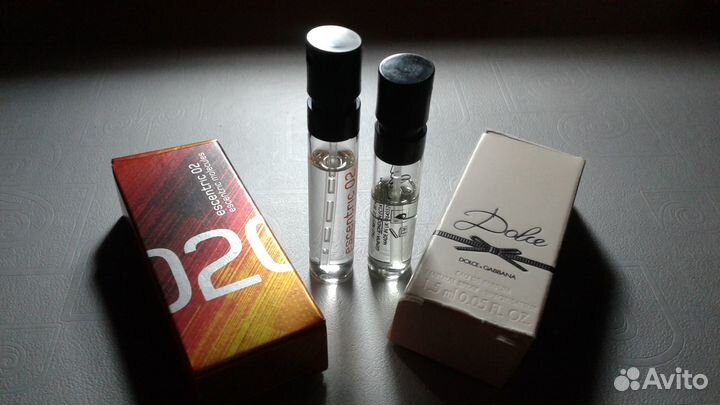 escentric 02
escentric molecules
020
escentric 02
Dolce
DOLCE & GABBANA
1,5 ml 0.05 FL. OZ.
Avito